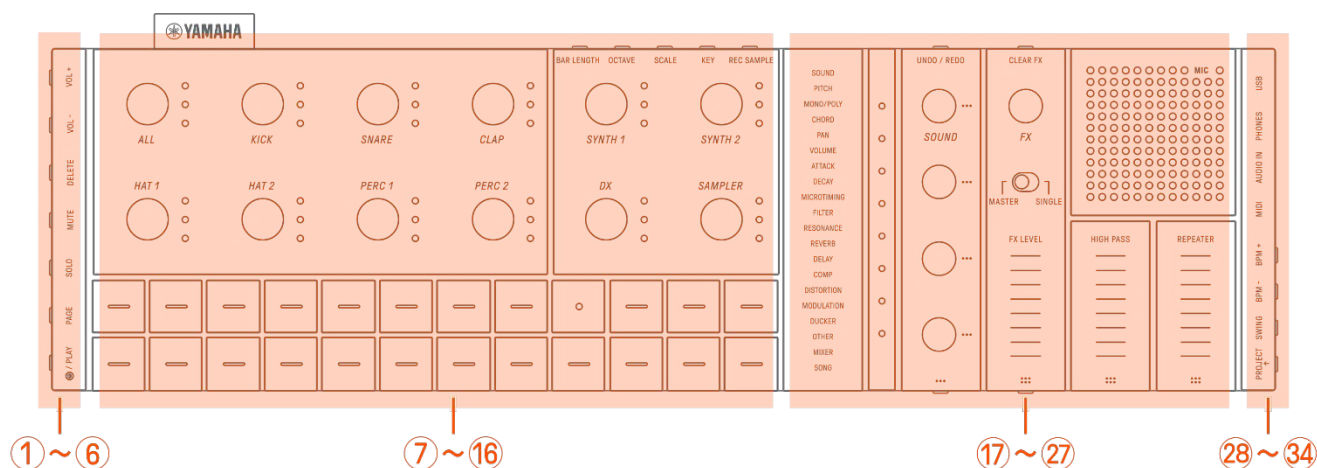 YAMAHA
VOL +
VOL -
DELETE
MUTE
SOLO
PAGE
/ PLAY
BAR LENGTH OCTAVE SCALE KEY REC SAMPLE
ALL KICK SNARE CLAP SYNTH 1 SYNTH 2
HAT 1 HAT 2 PERC 1 PERC 2 DX SAMPLER
SOUND
PITCH
MONO/POLY
CHORD
PAN
VOLUME
ATTACK
DECAY
MICROTIMING
FILTER
RESONANCE
REVERB
DELAY
COMP
DISTORTION
MODULATION
DUCKER
OTHER
MIXER
SONG
UNDO / REDO
SOUND
CLEAR FX
FX
MASTER SINGLE
FX LEVEL
MIC
HIGH PASS
REPEATER
USB
PHONES
AUDIO IN
MIDI
BPM +
BPM -
SWING
PROJECT
①～⑥ ⑦～⑯ ⑰～㉗ ㉘～㉞